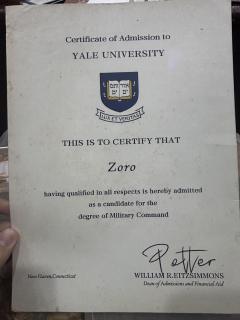 Certificate of Admission to
YALE UNIVERSITY
THIS IS TO CERTIFY THAT
Zoro
having qualified in all respects is hereby admitted
as a candidate for the
degree of Military Command
Potter
New Haven, Connecticut
WILLIAM R.FITZSIMMONS
Dean of Admissions and Financial Aid